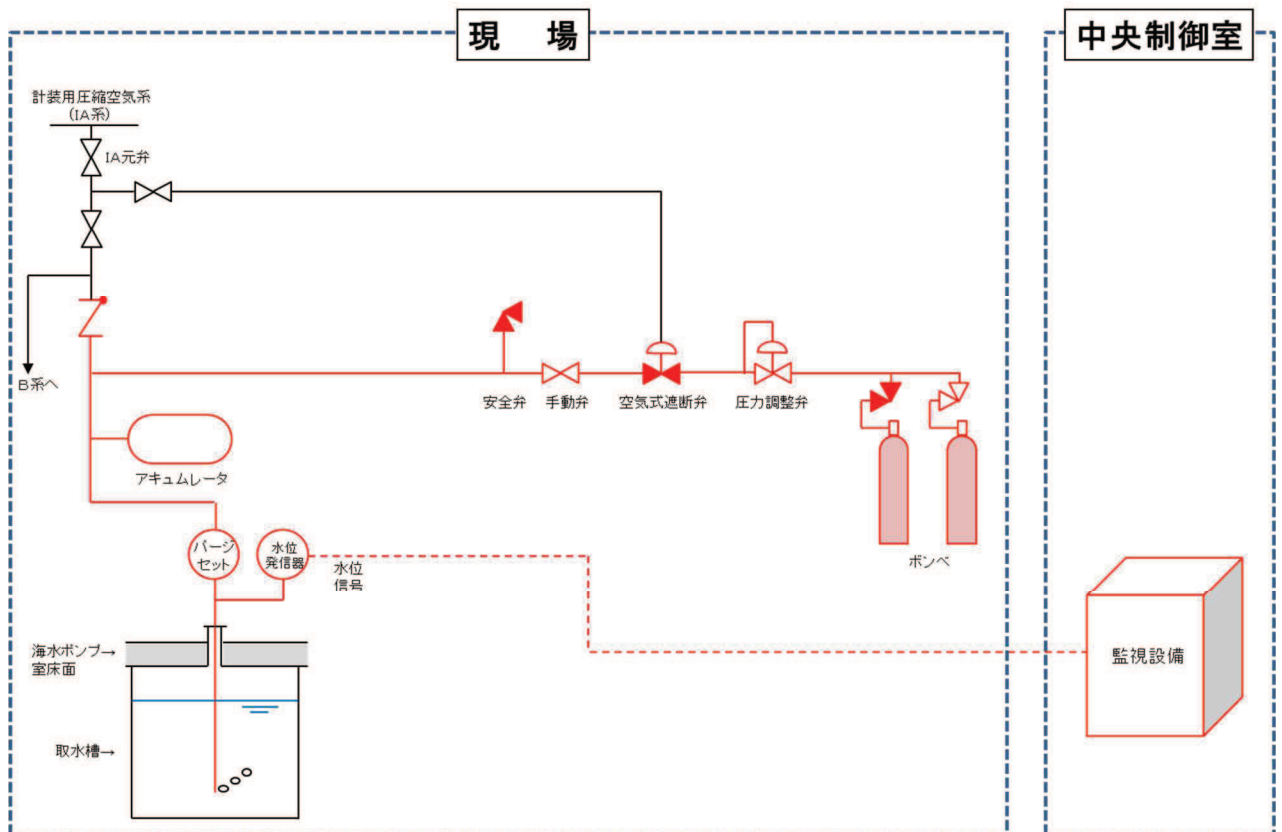 現 場
中央制御室
計装用圧縮空気系
(IA系)
IA元弁
B系へ
安全弁
手動弁
空気式遮断弁
圧力調整弁
アキュムレータ
パージ
セット
水位
発信器
水位
信号
ボンベ
海水ポンプ→
室床面
監視設備
取水槽→